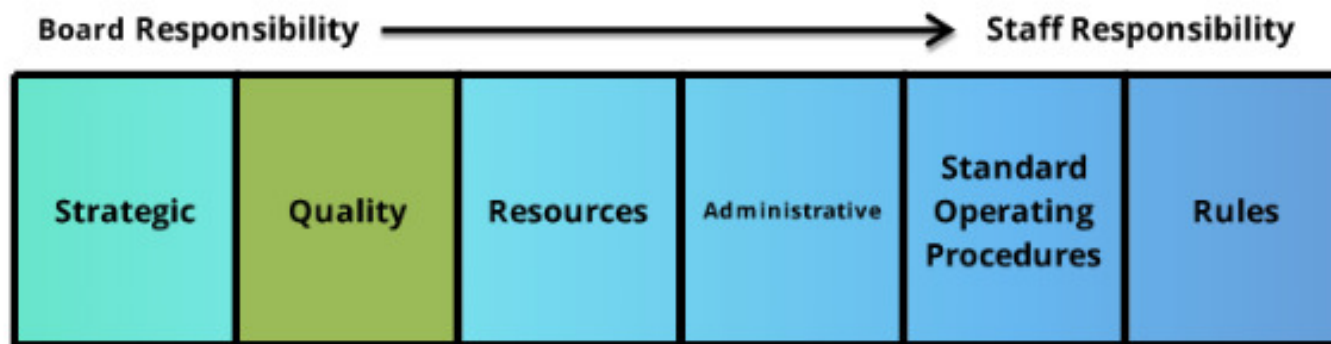 Board Responsibility
Staff Responsibility
Strategic
Quality
Resources
Administrative
Standard
Operating
Procedures
Rules